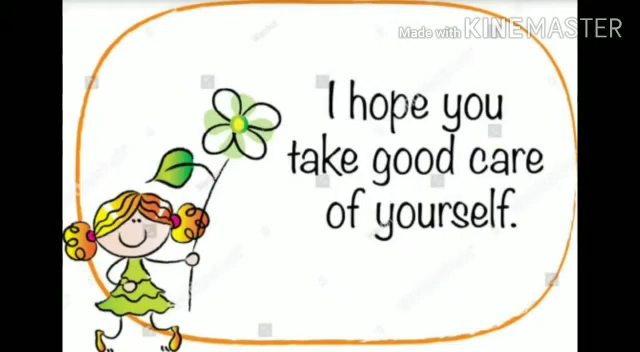 Made with KINEMASTER
I hope you
take good care
of yourself.